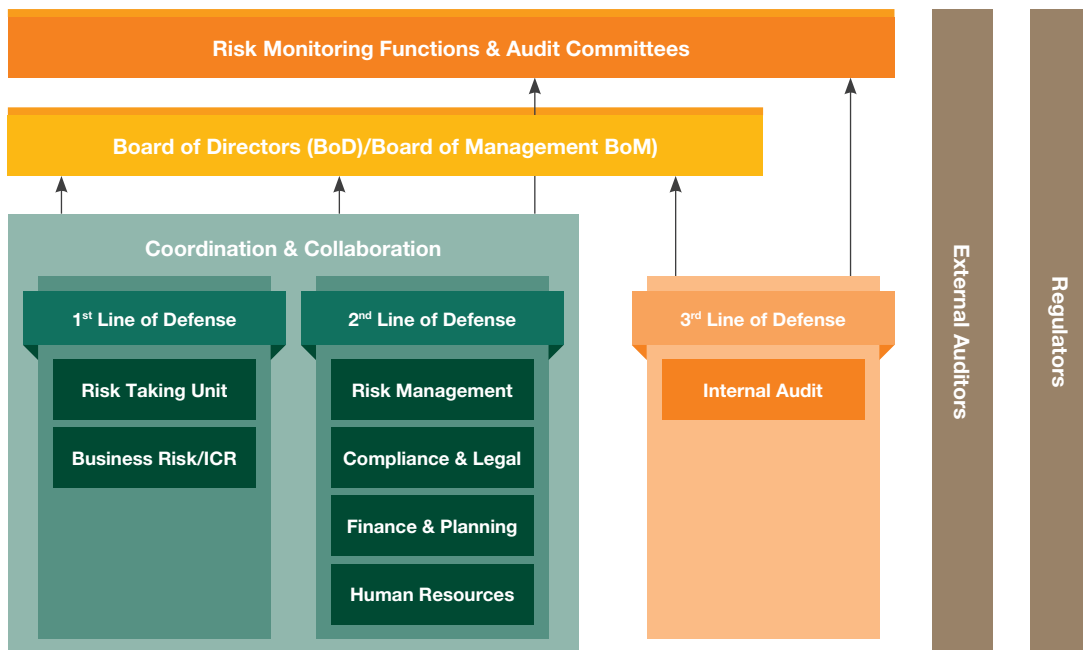 Risk Monitoring Functions & Audit Committees
Board of Directors (BoD)/Board of Management BoM)
Coordination & Collaboration
1st Line of Defense
Risk Taking Unit
Business Risk/ICR
2nd Line of Defense
Risk Management
Compliance & Legal
Finance & Planning
Human Resources
3rd Line of Defense
Internal Audit
External Auditors
Regulators